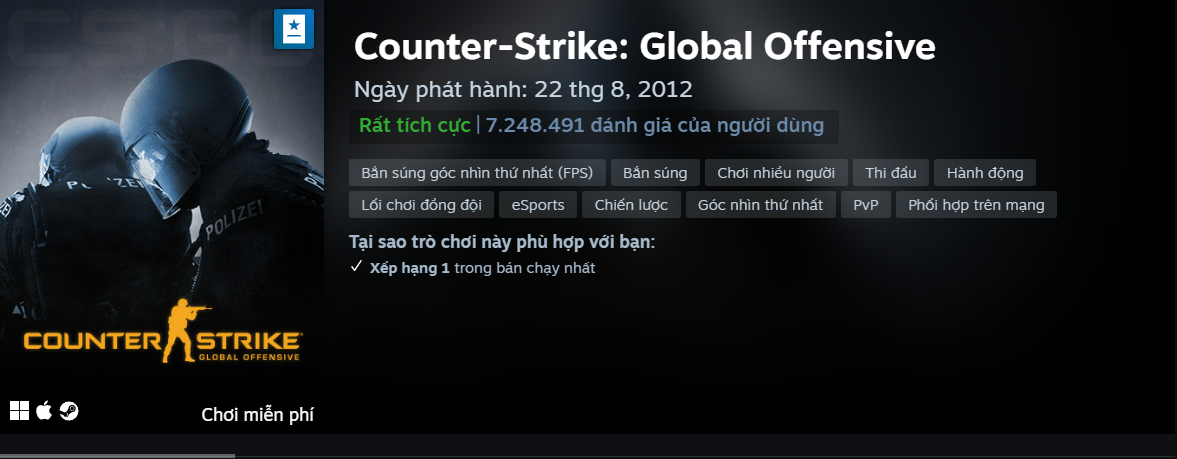 CS:GO
Counter-Strike: Global Offensive
Ngày phát hành: 22 thg 8, 2012
Rất tích cực | 7.248.491 đánh giá của người dùng
Bắn súng góc nhìn thứ nhất (FPS) Bắn súng Chơi nhiều người Thi đấu Hành động
Lối chơi đồng đội eSports Chiến lược Góc nhìn thứ nhất PvP Phối hợp trên mạng
Tại sao trò chơi này phù hợp với bạn:
Xếp hạng 1 trong bán chạy nhất
POLIZEI
COUNTER STRIKE
GLOBAL OFFENSIVE
Chơi miễn phí